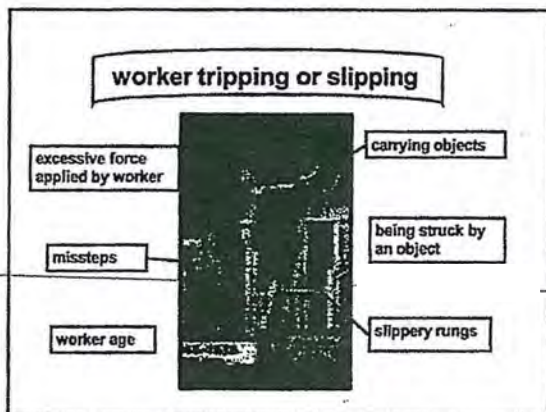 worker tripping or slipping
excessive force
applied by worker
missteps
worker age
carrying objects
being struck by
an object
slippery rungs